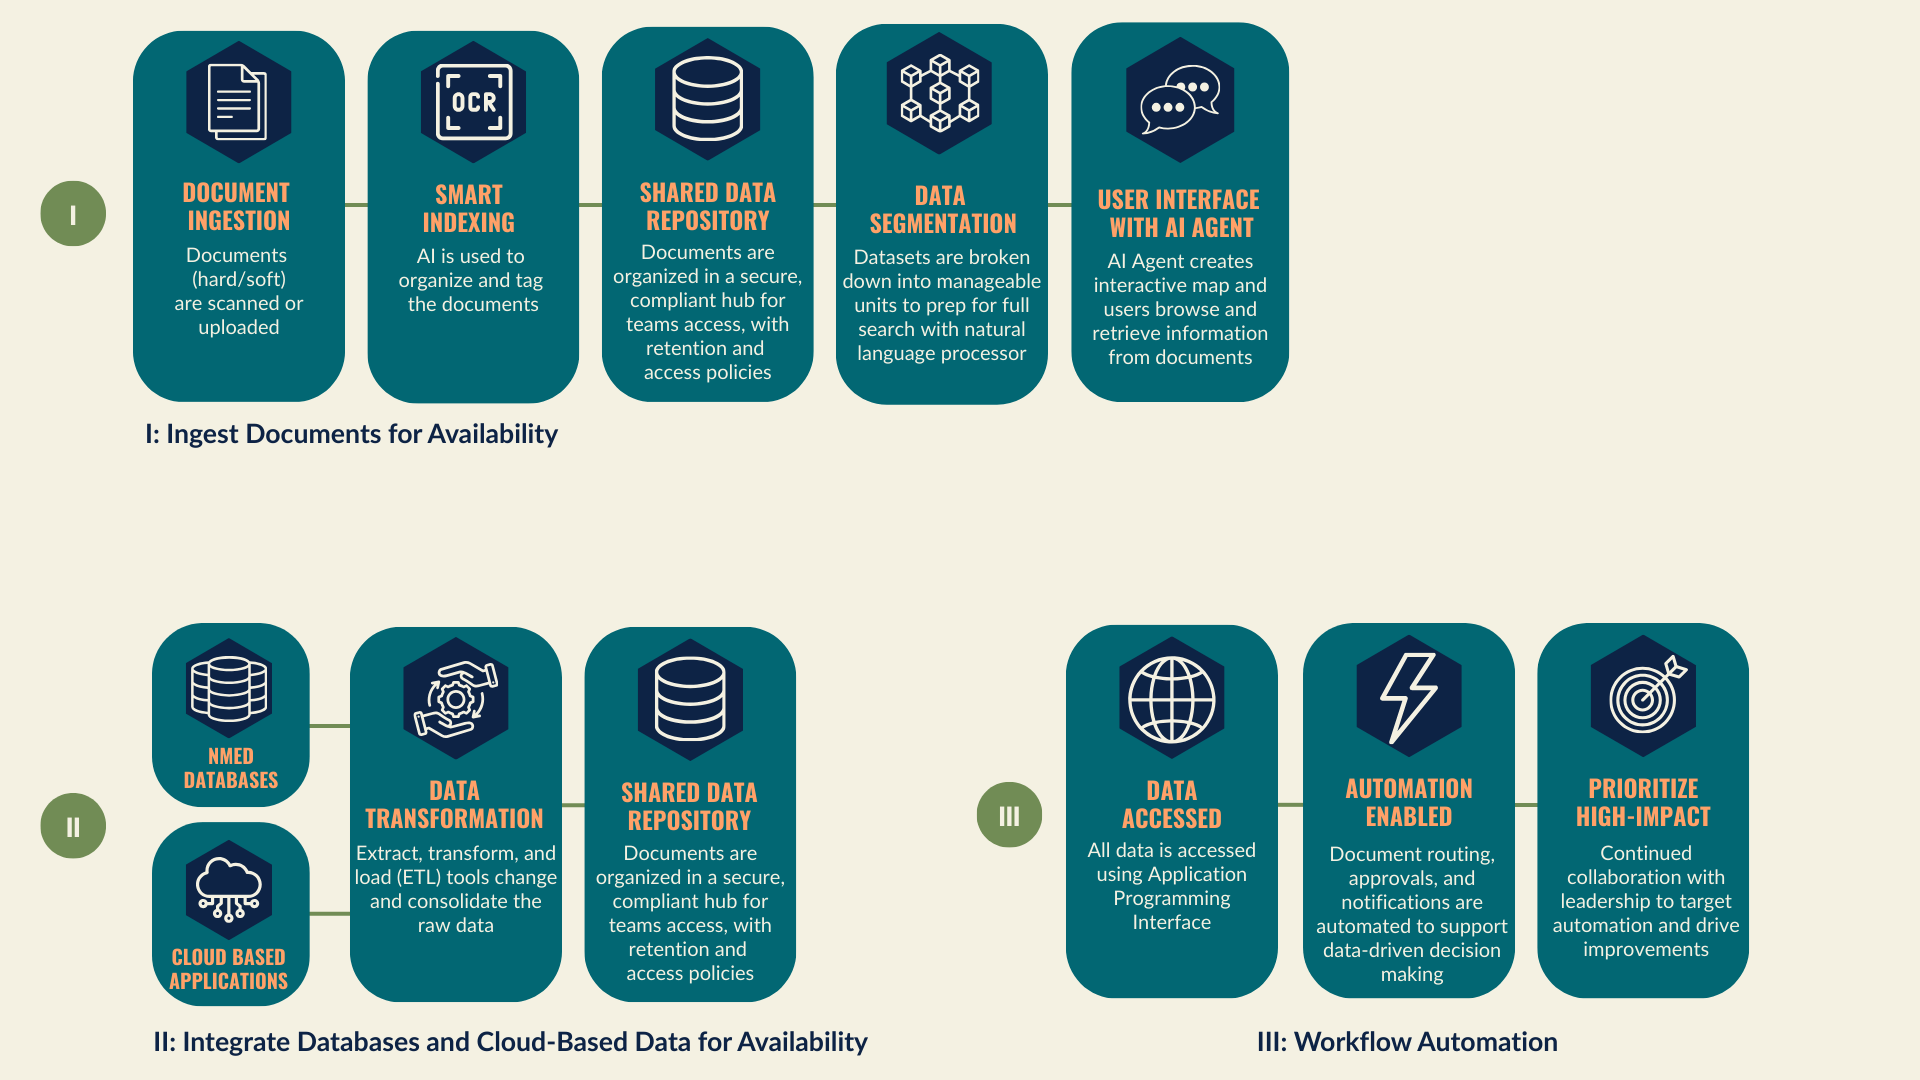 I
DOCUMENT
INGESTION
Documents
(hard/soft)
are scanned or
uploaded
OCR
SMART
INDEXING
AI is used to
organize and tag
the documents
SHARED DATA
REPOSITORY
Documents are
organized in a secure,
compliant hub for
teams access, with
retention and
access policies
DATA
SEGMENTATION
Datasets are broken
down into manageable
units to prep for full
search with natural
language processor
USER INTERFACE
WITH AI AGENT
AI Agent creates
interactive map and
users browse and
retrieve information
from documents
I: Ingest Documents for Availability
II
NMED
DATABASES
CLOUD BASED
APPLICATIONS
DATA
TRANSFORMATION
Extract, transform, and
load (ETL) tools change
and consolidate the
raw data
SHARED DATA
REPOSITORY
Documents are
organized in a secure,
compliant hub for
teams access, with
retention and
access policies
II: Integrate Databases and Cloud-Based Data for Availability
III
DATA
ACCESSED
All data is accessed
using Application
Programming
Interface
AUTOMATION
ENABLED
Document routing,
approvals, and
notifications are
automated to support
data-driven decision
making
PRIORITIZE
HIGH-IMPACT
Continued
collaboration with
leadership to target
automation and drive
improvements
III: Workflow Automation